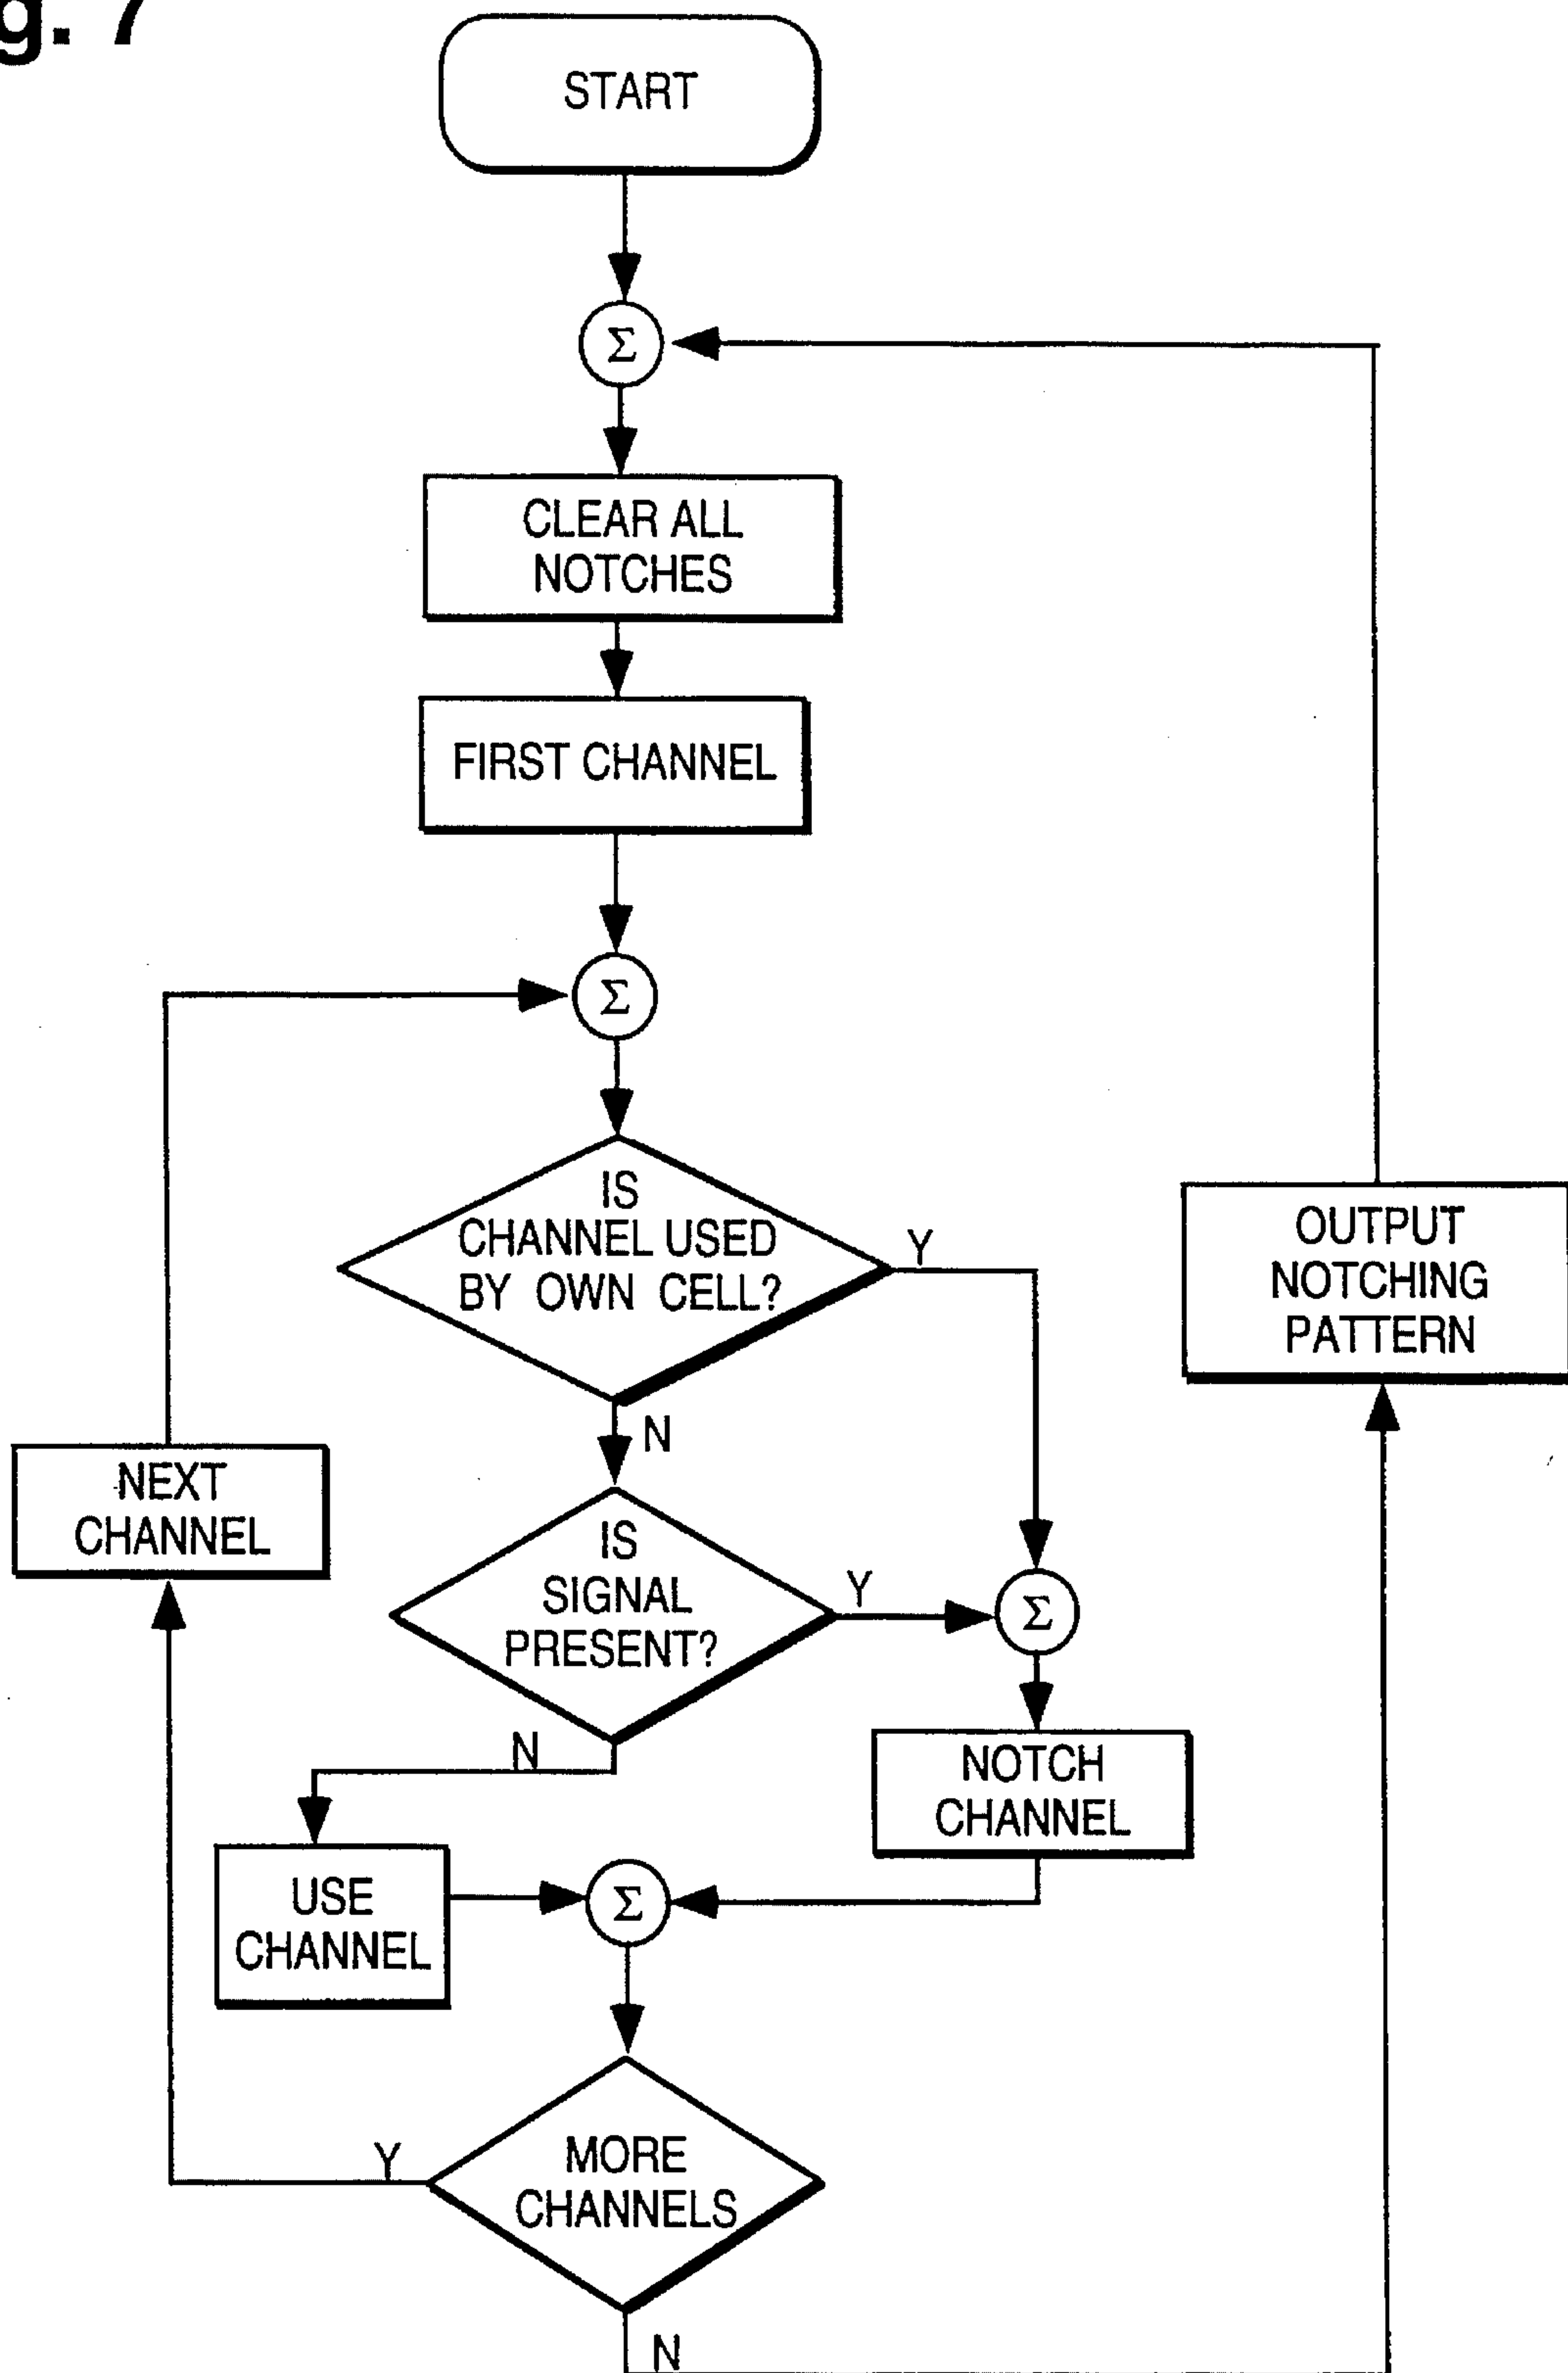 g. 7
START
Σ
CLEAR ALL
NOTCHES
FIRST CHANNEL
Σ
IS
CHANNEL USED
BY OWN CELL?
Y
N
OUTPUT
NOTCHING
PATTERN
NEXT
CHANNEL
IS
SIGNAL
PRESENT?
Y
Σ
N
NOTCH
CHANNEL
USE
CHANNEL
Σ
MORE
CHANNELS
Y
N